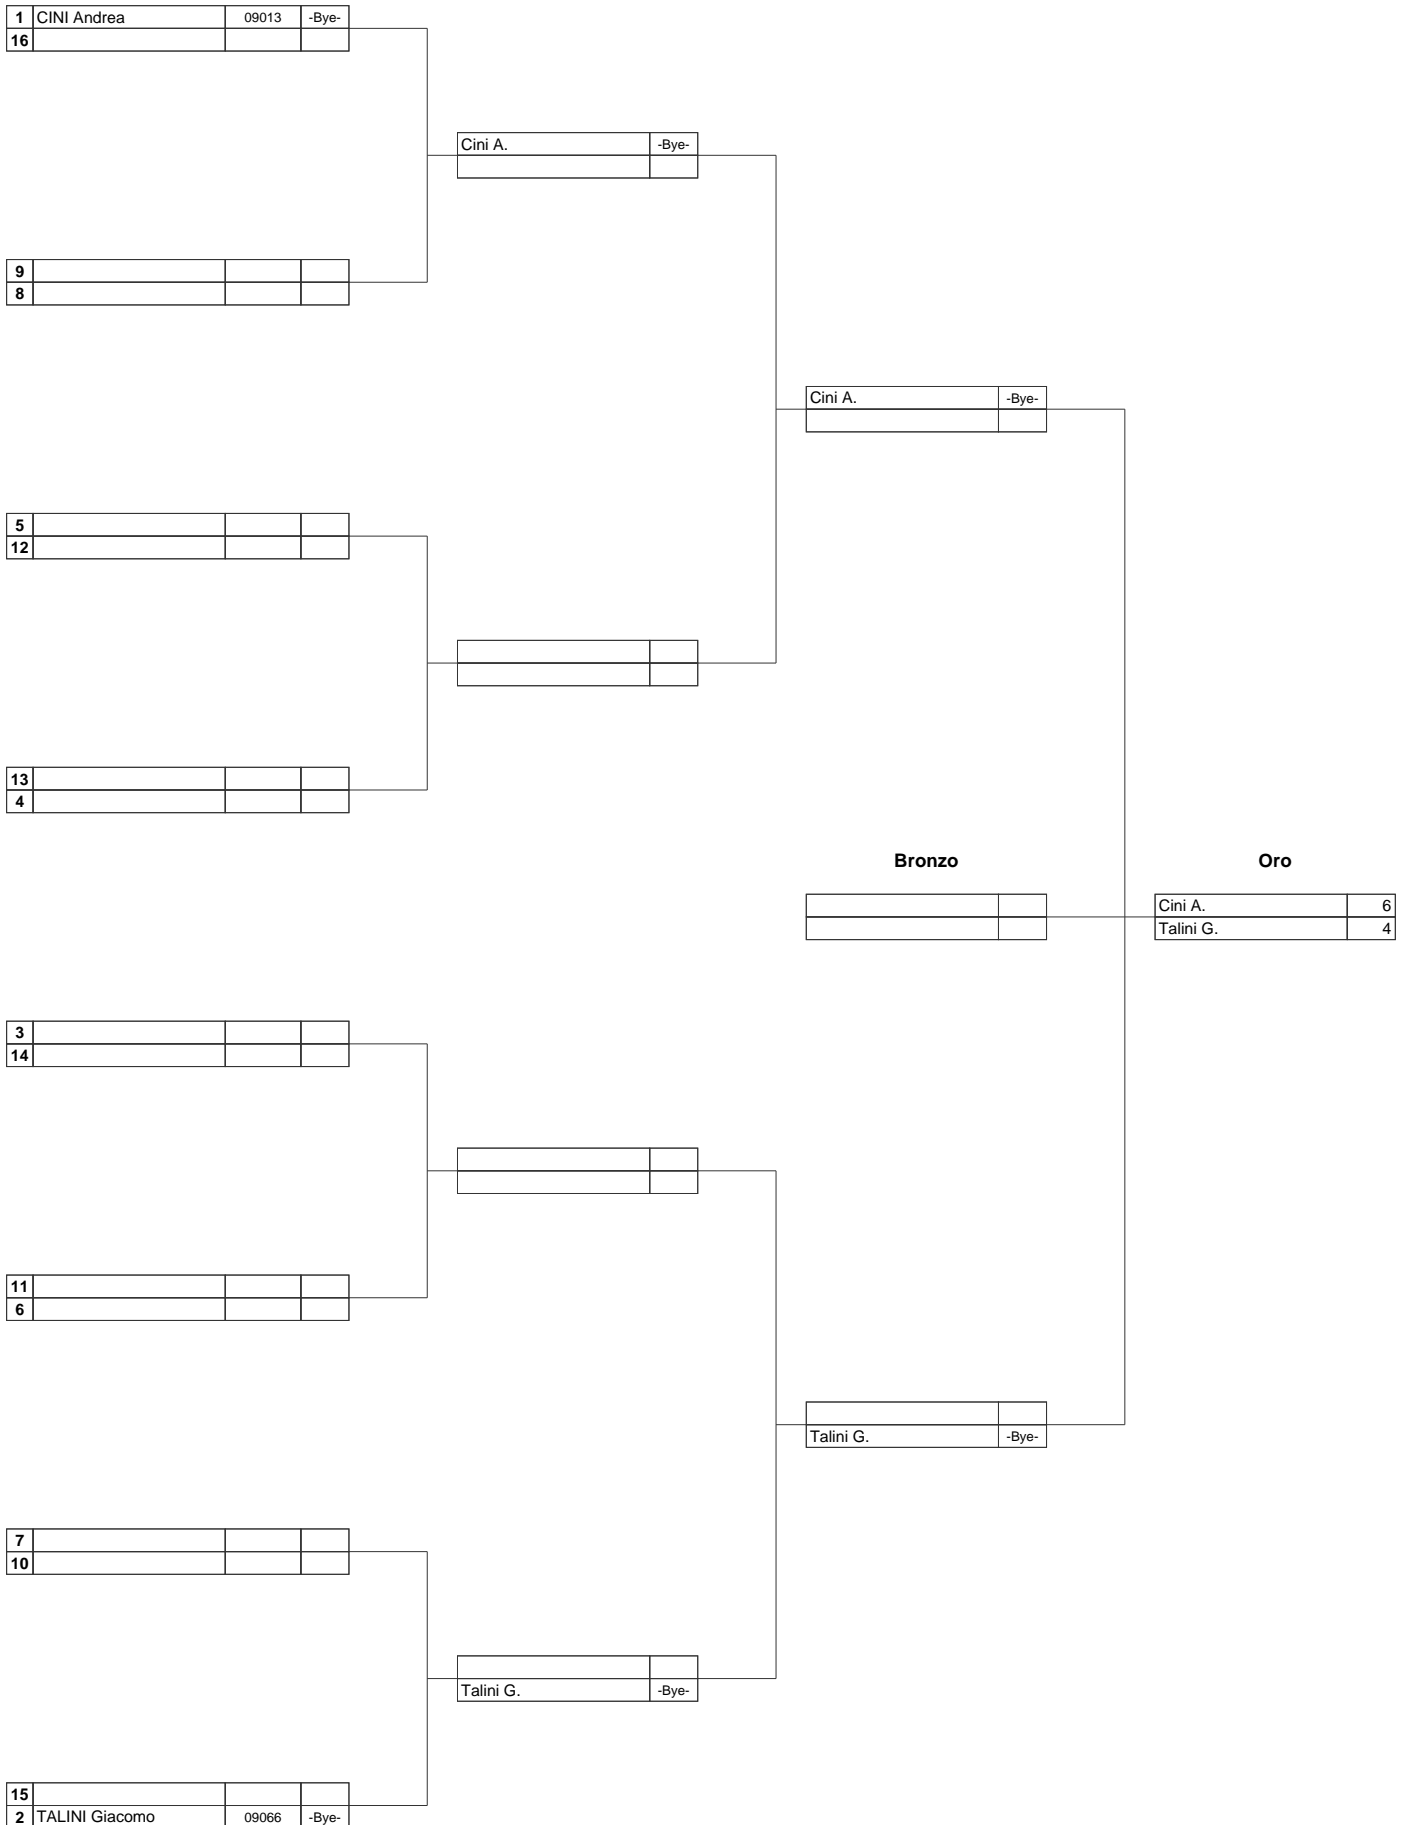 1 CINI Andrea 09013 -Bye-
16
Cini A. -Bye-
9
8
Cini A. -Bye-
5
12
13
4
Bronzo Oro
Cini A. 6
Talini G. 4
3
14
11
6
Talini G. -Bye-
7
10
Talini G. -Bye-
15
2 TALINI Giacomo 09066 -Bye-